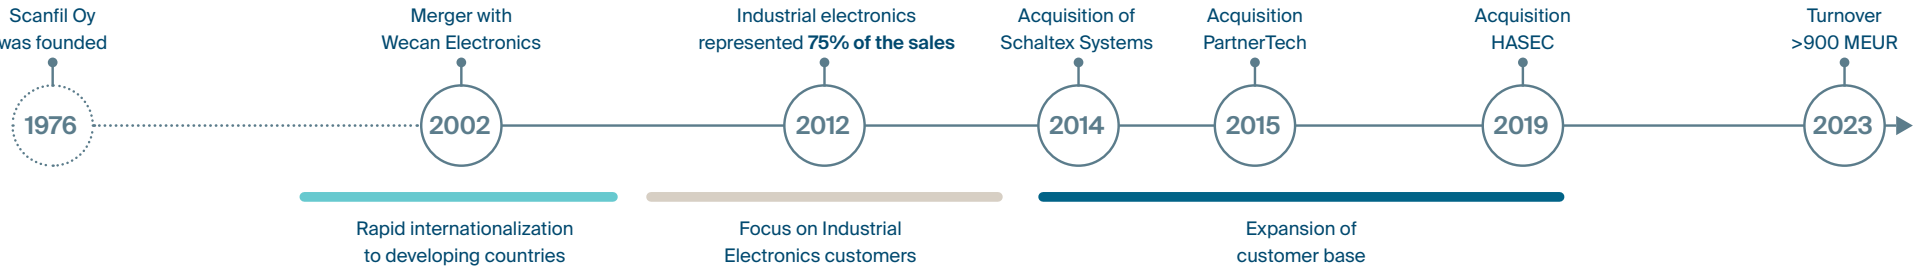 Scanfil Oy
was founded
Merger with
Wecan Electronics
Industrial electronics
represented 75% of the sales
Acquisition of
Schaltex Systems
Acquisition
PartnerTech
Acquisition
HASEC
Turnover
>900 MEUR
1976
2002
2012
2014
2015
2019
2023
Rapid internationalization
to developing countries
Focus on Industrial
Electronics customers
Expansion of
customer base